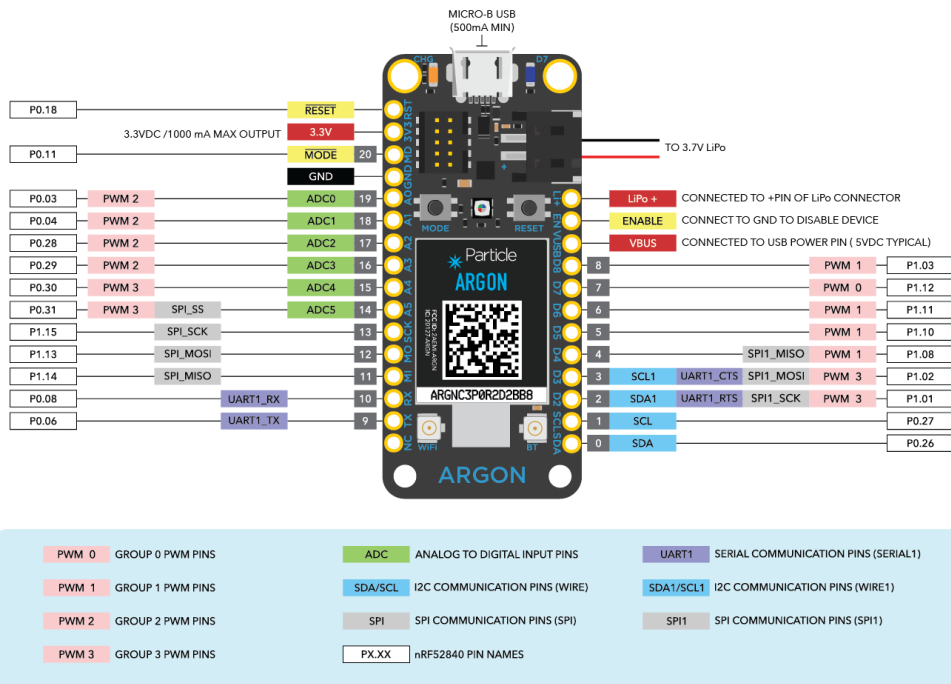 MICRO-B USB
(500mA MIN)
CHG
D7
P0.18 RESET RST
3.3VDC /1000 mA MAX OUTPUT 3.3V 3V3
P0.11 MODE 20 MD
GND GND
TO 3.7V LiPo
P0.03 PWM 2 ADC0 19 A0
P0.04 PWM 2 ADC1 18 A1
P0.28 PWM 2 ADC2 17 A2
P0.29 PWM 2 ADC3 16 A3
P0.30 PWM 3 ADC4 15 A4
P0.31 PWM 3 SPI_SS ADC5 14 A5
P1.15 SPI_SCK 13 SCK
P1.13 SPI_MOSI 12 MO
P1.14 SPI_MISO 11 MI
P0.08 UART1_RX 10 RX
P0.06 UART1_TX 9 TX
NC
MODE
RESET
Particle
ARGON
FCC ID: 2AEMI-ARGON
IC: 20127-ARGON
ARGNC3P0R2D2BB8
WiFi
BT
ARGON
LI+ LiPo + CONNECTED TO +PIN OF LiPo CONNECTOR
EN ENABLE CONNECT TO GND TO DISABLE DEVICE
VUSB VBUS CONNECTED TO USB POWER PIN ( 5VDC TYPICAL)
D8 8 PWM 1 P1.03
D7 7 PWM 0 P1.12
D6 6 PWM 1 P1.11
D5 5 PWM 1 P1.10
D4 4 SPI1_MISO PWM 1 P1.08
D3 3 SCL1 UART1_CTS SPI1_MOSI PWM 3 P1.02
D2 2 SDA1 UART1_RTS SPI1_SCK PWM 3 P1.01
SCL 1 SCL P0.27
SDA 0 SDA P0.26
PWM 0 GROUP 0 PWM PINS
PWM 1 GROUP 1 PWM PINS
PWM 2 GROUP 2 PWM PINS
PWM 3 GROUP 3 PWM PINS
ADC ANALOG TO DIGITAL INPUT PINS
SDA/SCL I2C COMMUNICATION PINS (WIRE)
SPI SPI COMMUNICATION PINS (SPI)
PX.XX nRF52840 PIN NAMES
UART1 SERIAL COMMUNICATION PINS (SERIAL1)
SDA1/SCL1 I2C COMMUNICATION PINS (WIRE1)
SPI1 SPI COMMUNICATION PINS (SPI1)